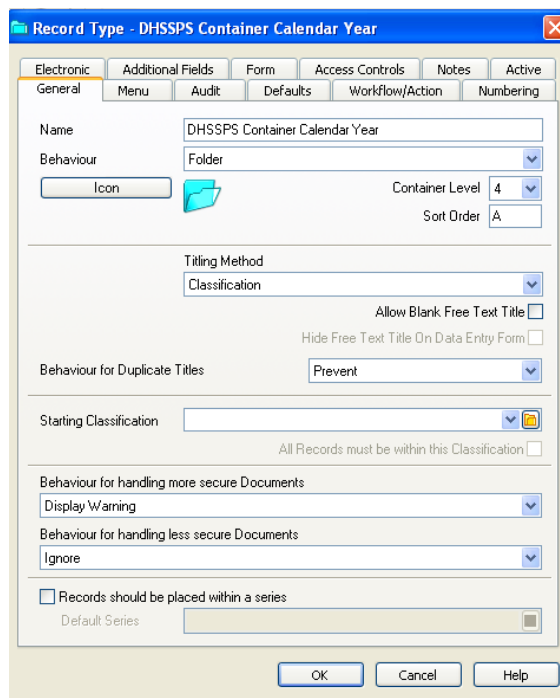 Record Type - DHSSPS Container Calendar Year
Electronic Additional Fields Form Access Controls Notes Active
General Menu Audit Defaults Workflow/Action Numbering
Name DHSSPS Container Calendar Year
Behaviour Folder
Icon Container Level 4
Sort Order A
Titling Method
Classification
Allow Blank Free Text Title
Hide Free Text Title On Data Entry Form
Behaviour for Duplicate Titles Prevent
Starting Classification
All Records must be within this Classification
Behaviour for handling more secure Documents
Display Warning
Behaviour for handling less secure Documents
Ignore
Records should be placed within a series
Default Series
OK Cancel Help